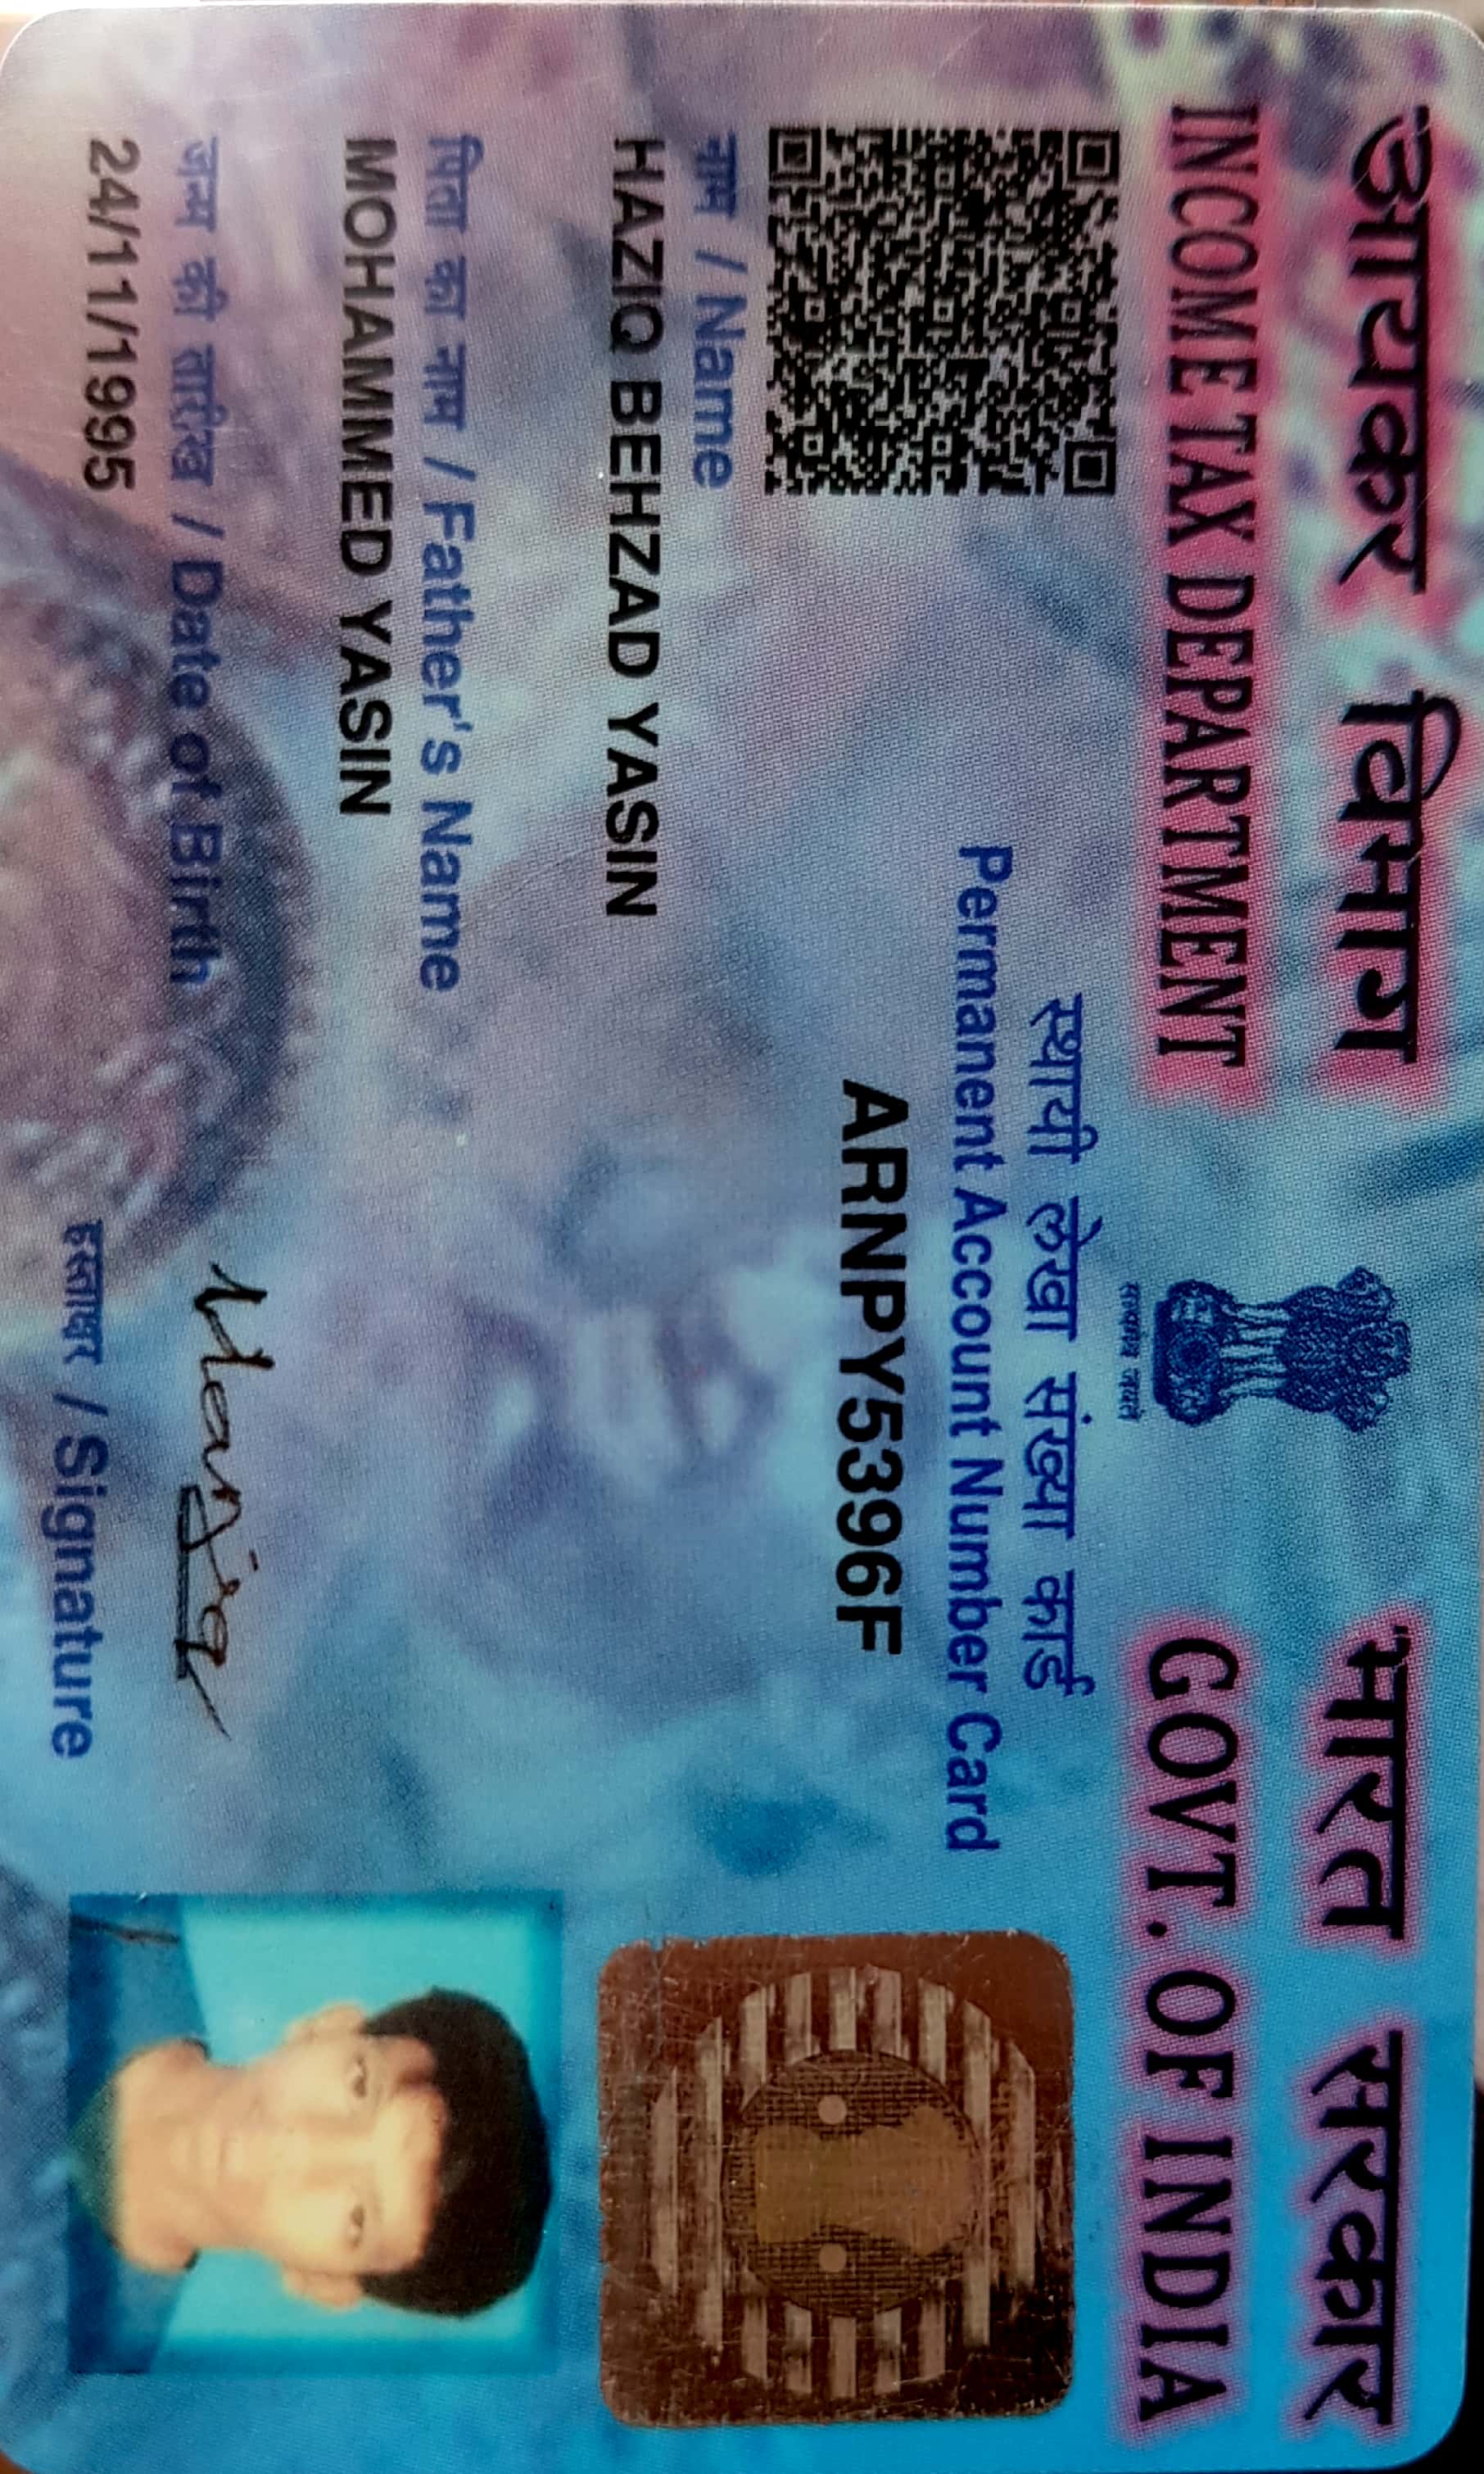 आयकर विभाग
INCOME TAX DEPARTMENT
सत्यमेव जयते
भारत सरकार
GOVT. OF INDIA
स्थायी लेखा संख्या कार्ड
Permanent Account Number Card
ARNPY5396F
नाम / Name
HAZIQ BEHZAD YASIN
पिता का नाम / Father's Name
MOHAMMED YASIN
जन्म की तारीख / Date of Birth
24/11/1995
हस्ताक्षर / Signature